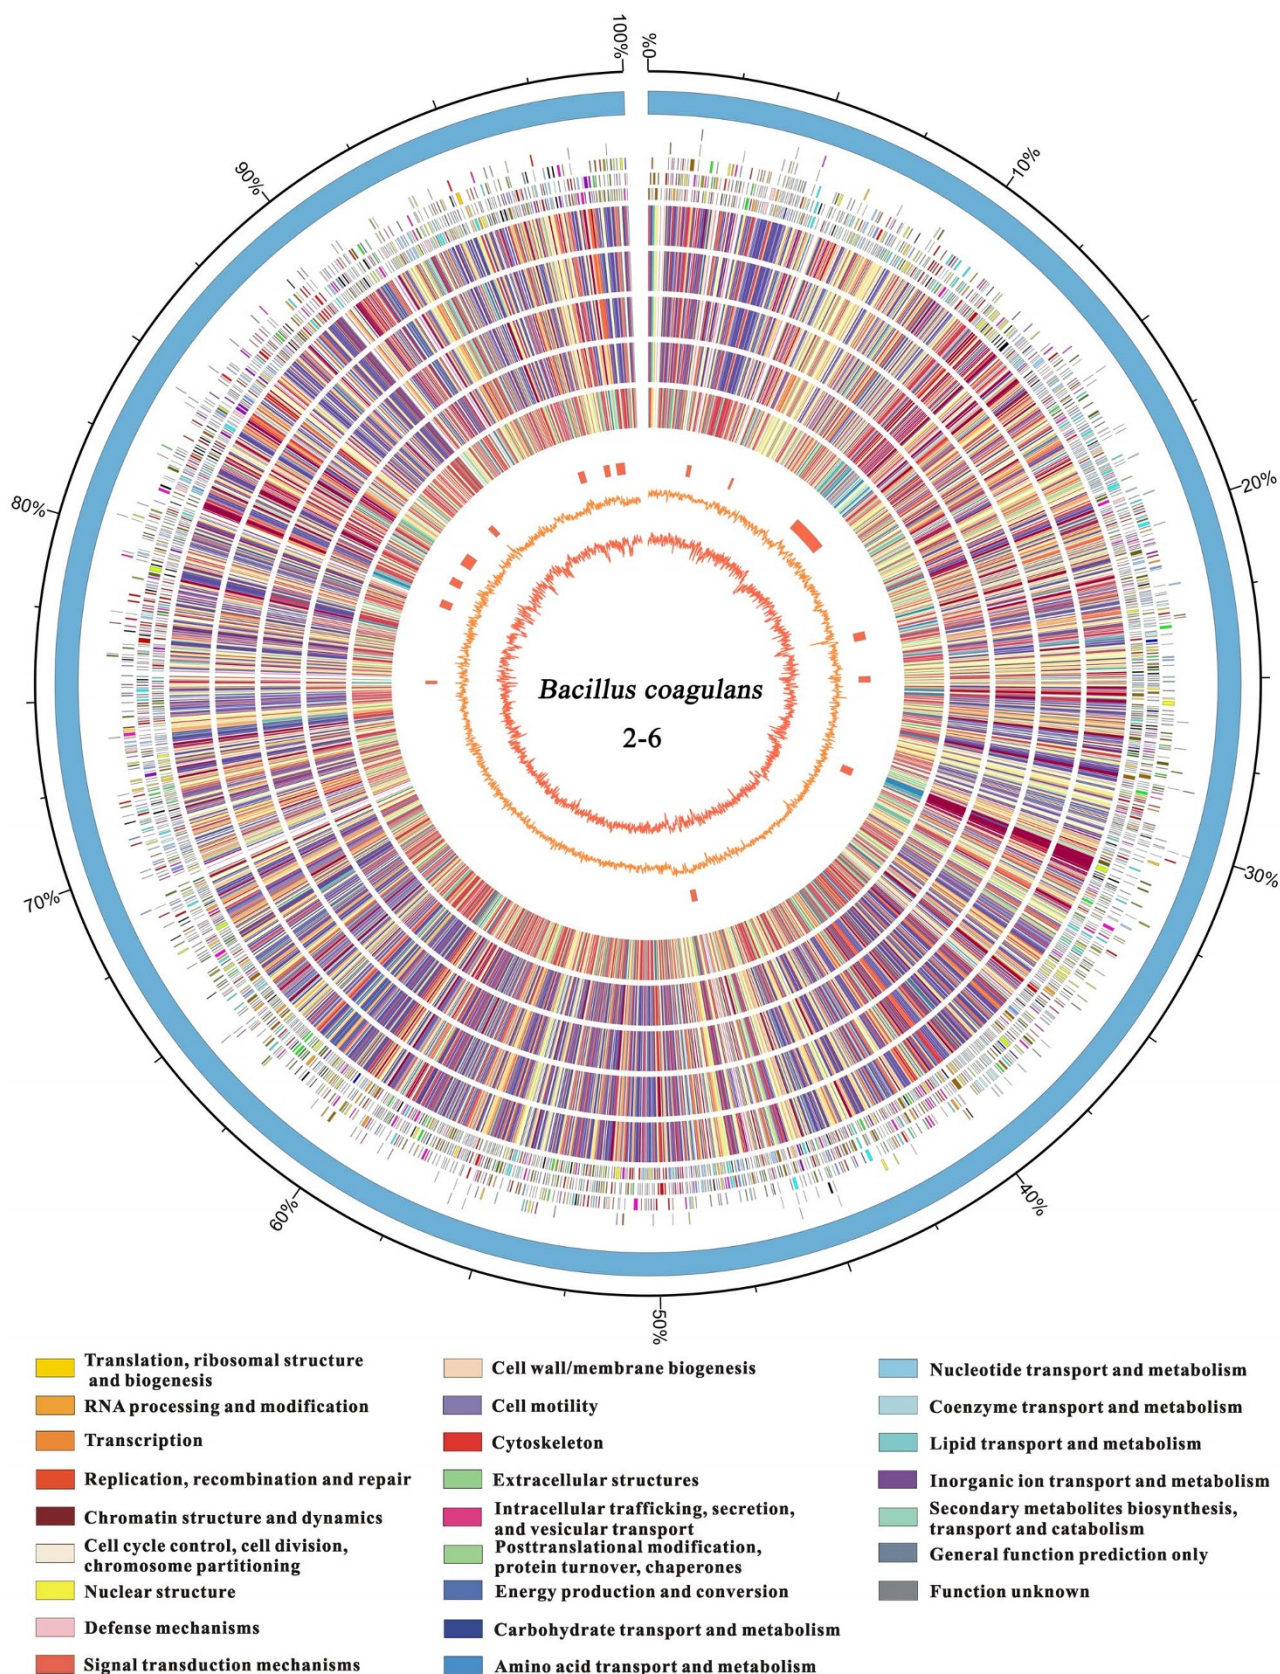 100%
0%
10%
90%
20%
80%
Bacillus coagulans
2-6
30%
70%
40%
60%
50%
Translation, ribosomal structure
and biogenesis
RNA processing and modification
Transcription
Replication, recombination and repair
Chromatin structure and dynamics
Cell cycle control, cell division,
chromosome partitioning
Nuclear structure
Defense mechanisms
Signal transduction mechanisms
Cell wall/membrane biogenesis
Cell motility
Cytoskeleton
Extracellular structures
Intracellular trafficking, secretion,
and vesicular transport
Posttranslational modification,
protein turnover, chaperones
Energy production and conversion
Carbohydrate transport and metabolism
Amino acid transport and metabolism
Nucleotide transport and metabolism
Coenzyme transport and metabolism
Lipid transport and metabolism
Inorganic ion transport and metabolism
Secondary metabolites biosynthesis,
transport and catabolism
General function prediction only
Function unknown